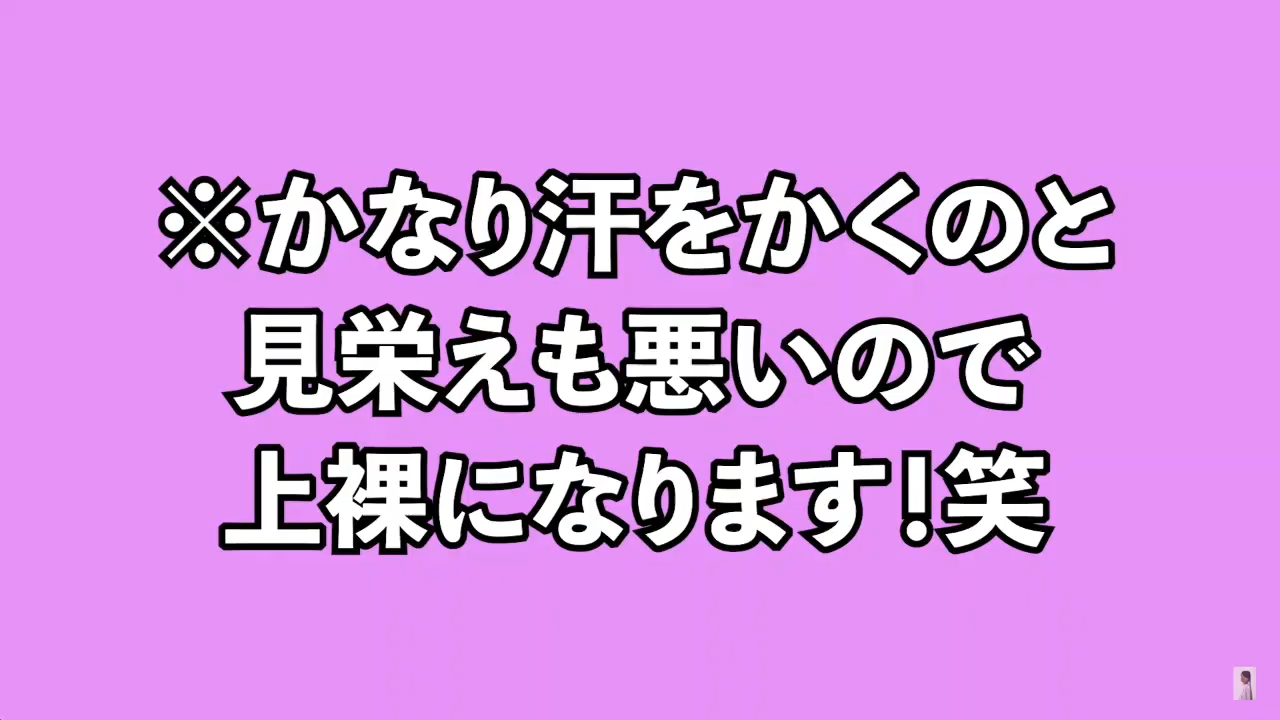 ※かなり汗をかくのと
見栄えも悪いので
上裸になります!笑